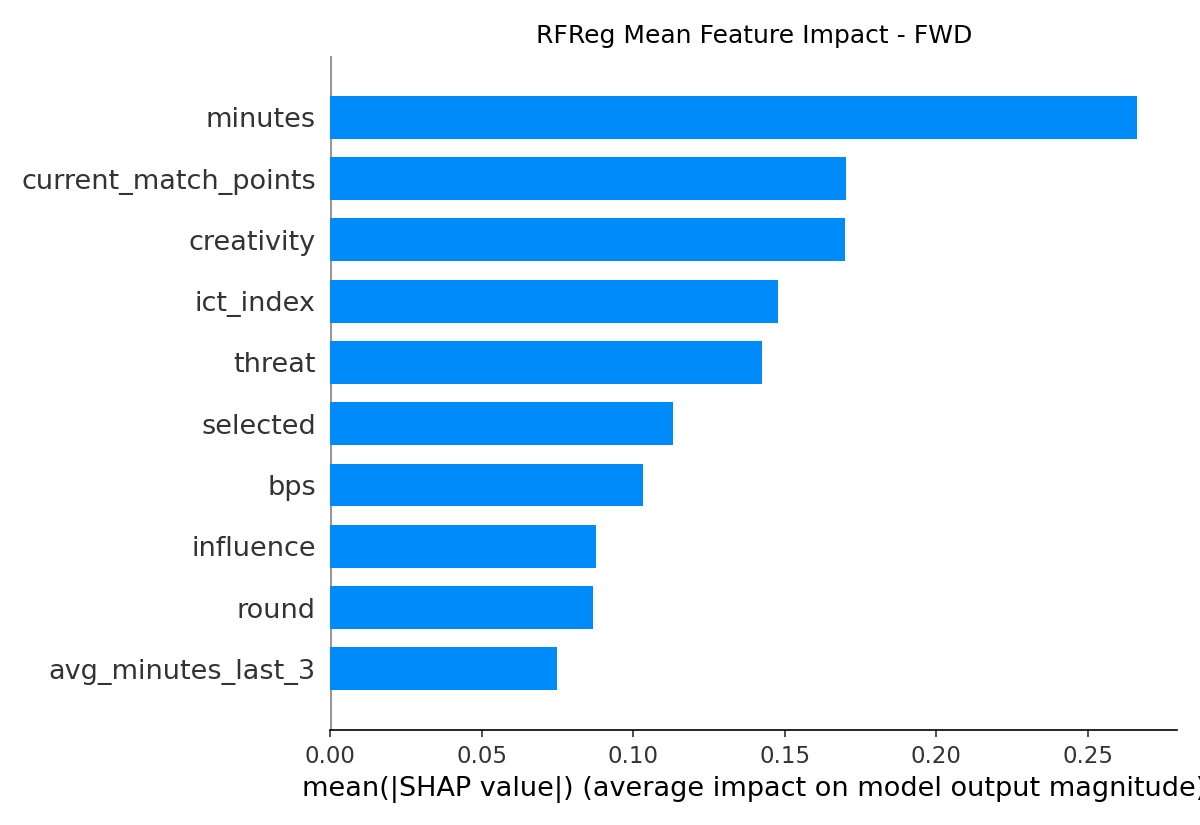 RFReg Mean Feature Impact - FWD
minutes
current_match_points
creativity
ict_index
threat
selected
bps
influence
round
avg_minutes_last_3
0.00 0.05 0.10 0.15 0.20 0.25
mean(|SHAP value|) (average impact on model output magnitude)